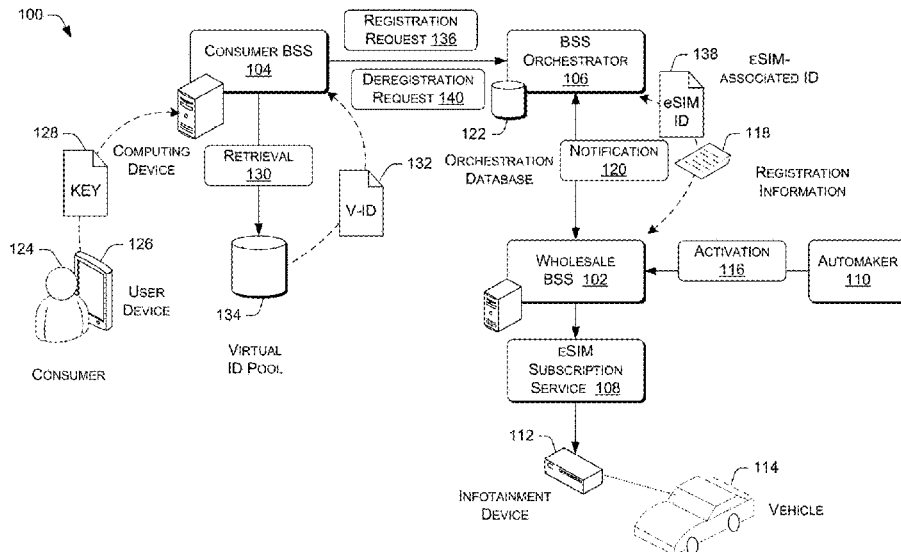 100
REGISTRATION
REQUEST 136
CONSUMER BSS
104
BSS
ORCHESTRATOR
106
138
eSIM-
ASSOCIATED ID
DEREGISTRATION
REQUEST 140
eSIM
ID
122
118
128
KEY
COMPUTING
DEVICE
RETRIEVAL
130
132
V-ID
ORCHESTRATION
DATABASE
NOTIFICATION
120
REGISTRATION
INFORMATION
124
126
USER
DEVICE
134
WHOLESALE
BSS 102
ACTIVATION
116
AUTOMAKER
110
CONSUMER
VIRTUAL
ID POOL
eSIM
SUBSCRIPTION
SERVICE 108
112
114
INFOTAINMENT
DEVICE
VEHICLE